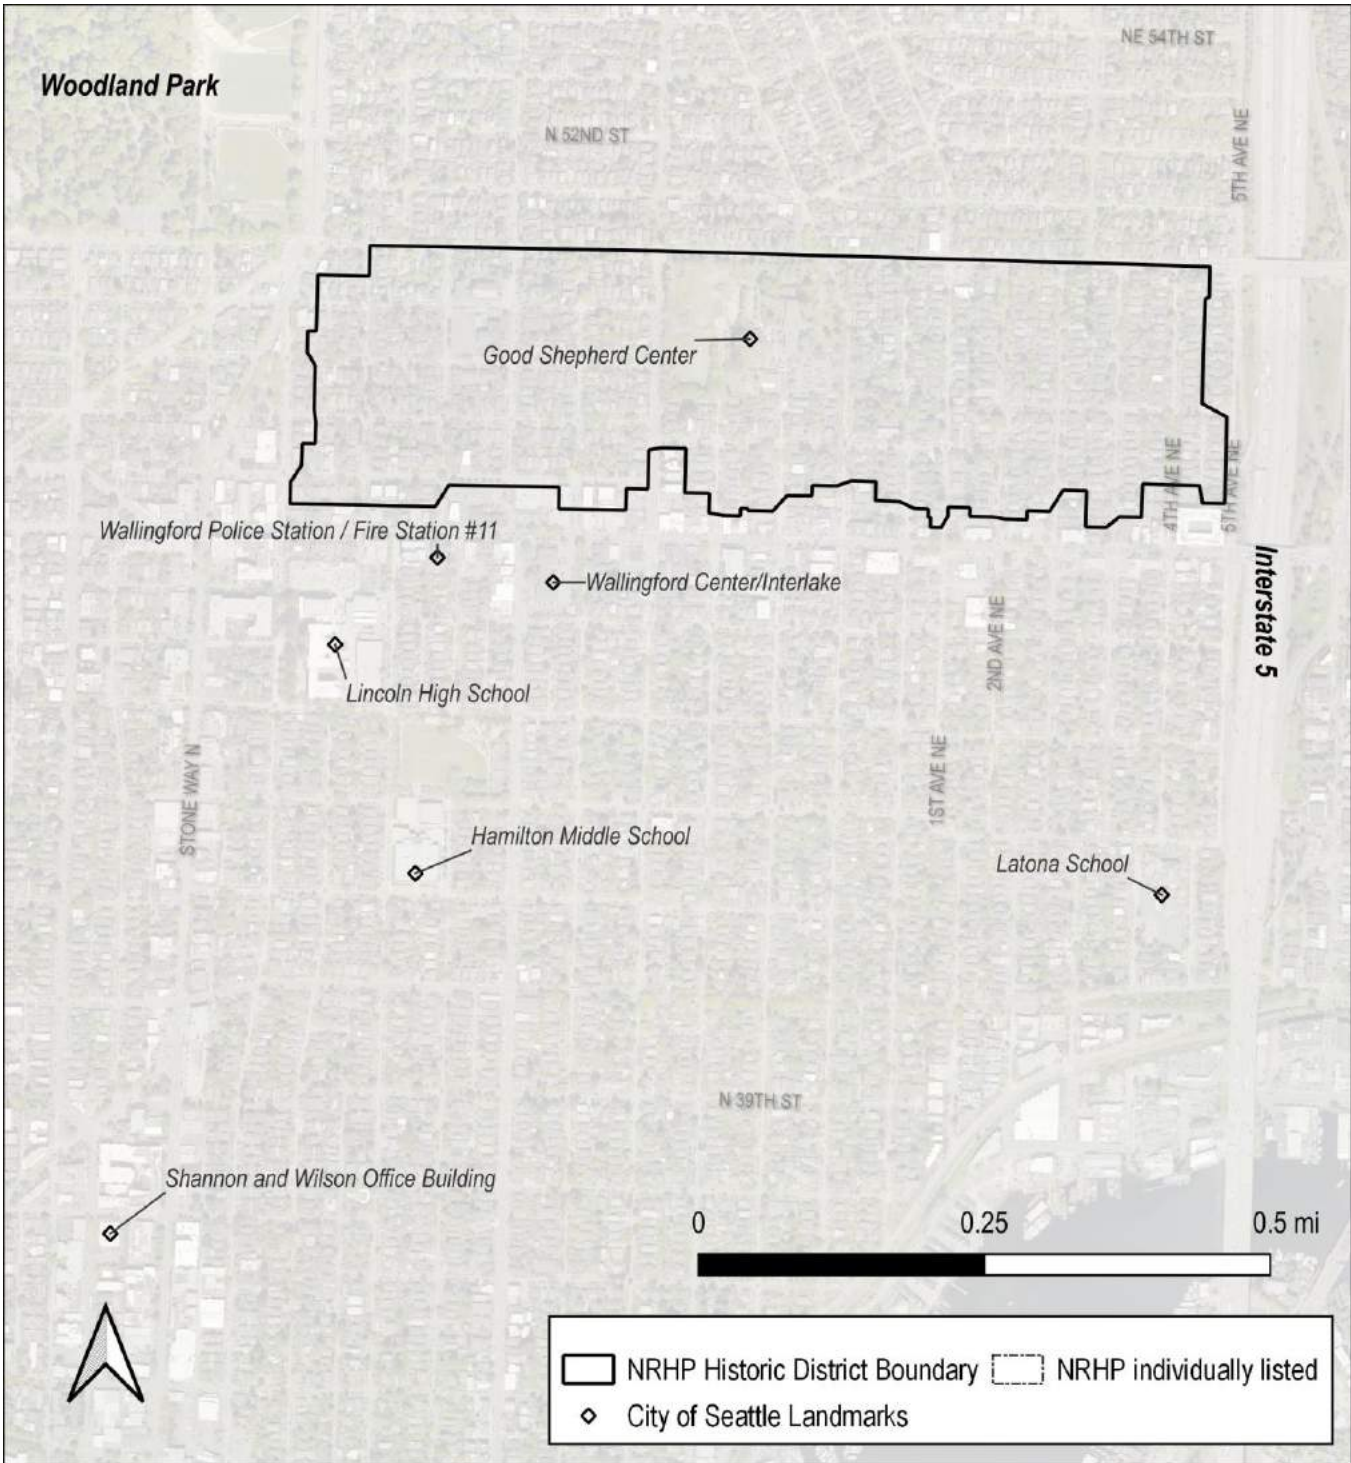 NE 54TH ST
Woodland Park
N 52ND ST
5TH AVE NE
Good Shepherd Center
4TH AVE NE
5TH AVE NE
Wallingford Police Station / Fire Station #11
Wallingford Center/Interlake
Interstate 5
2ND AVE NE
Lincoln High School
STONE WAY N
1ST AVE NE
Hamilton Middle School
Latona School
N 39TH ST
Shannon and Wilson Office Building
0 0.25 0.5 mi
NRHP Historic District Boundary NRHP individually listed
City of Seattle Landmarks